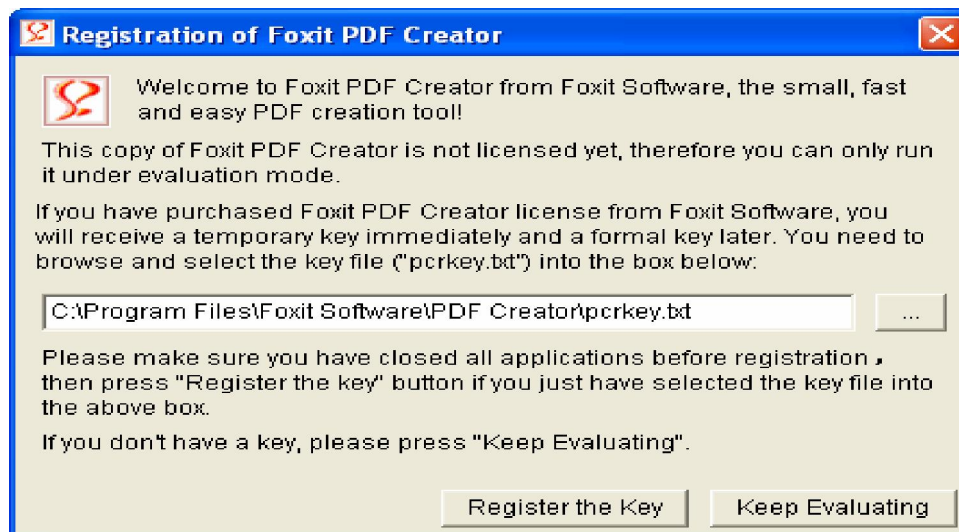 Registration of Foxit PDF Creator
Welcome to Foxit PDF Creator from Foxit Software, the small, fast
and easy PDF creation tool!
This copy of Foxit PDF Creator is not licensed yet, therefore you can only run
it under evaluation mode.
If you have purchased Foxit PDF Creator license from Foxit Software, you
will receive a temporary key immediately and a formal key later. You need to
browse and select the key file ("pcrkey.txt") into the box below:
C:\Program Files\Foxit Software\PDF Creator\pcrkey.txt
...
Please make sure you have closed all applications before registration ,
then press "Register the key" button if you just have selected the key file into
the above box.
If you don't have a key, please press "Keep Evaluating".
Register the Key
Keep Evaluating